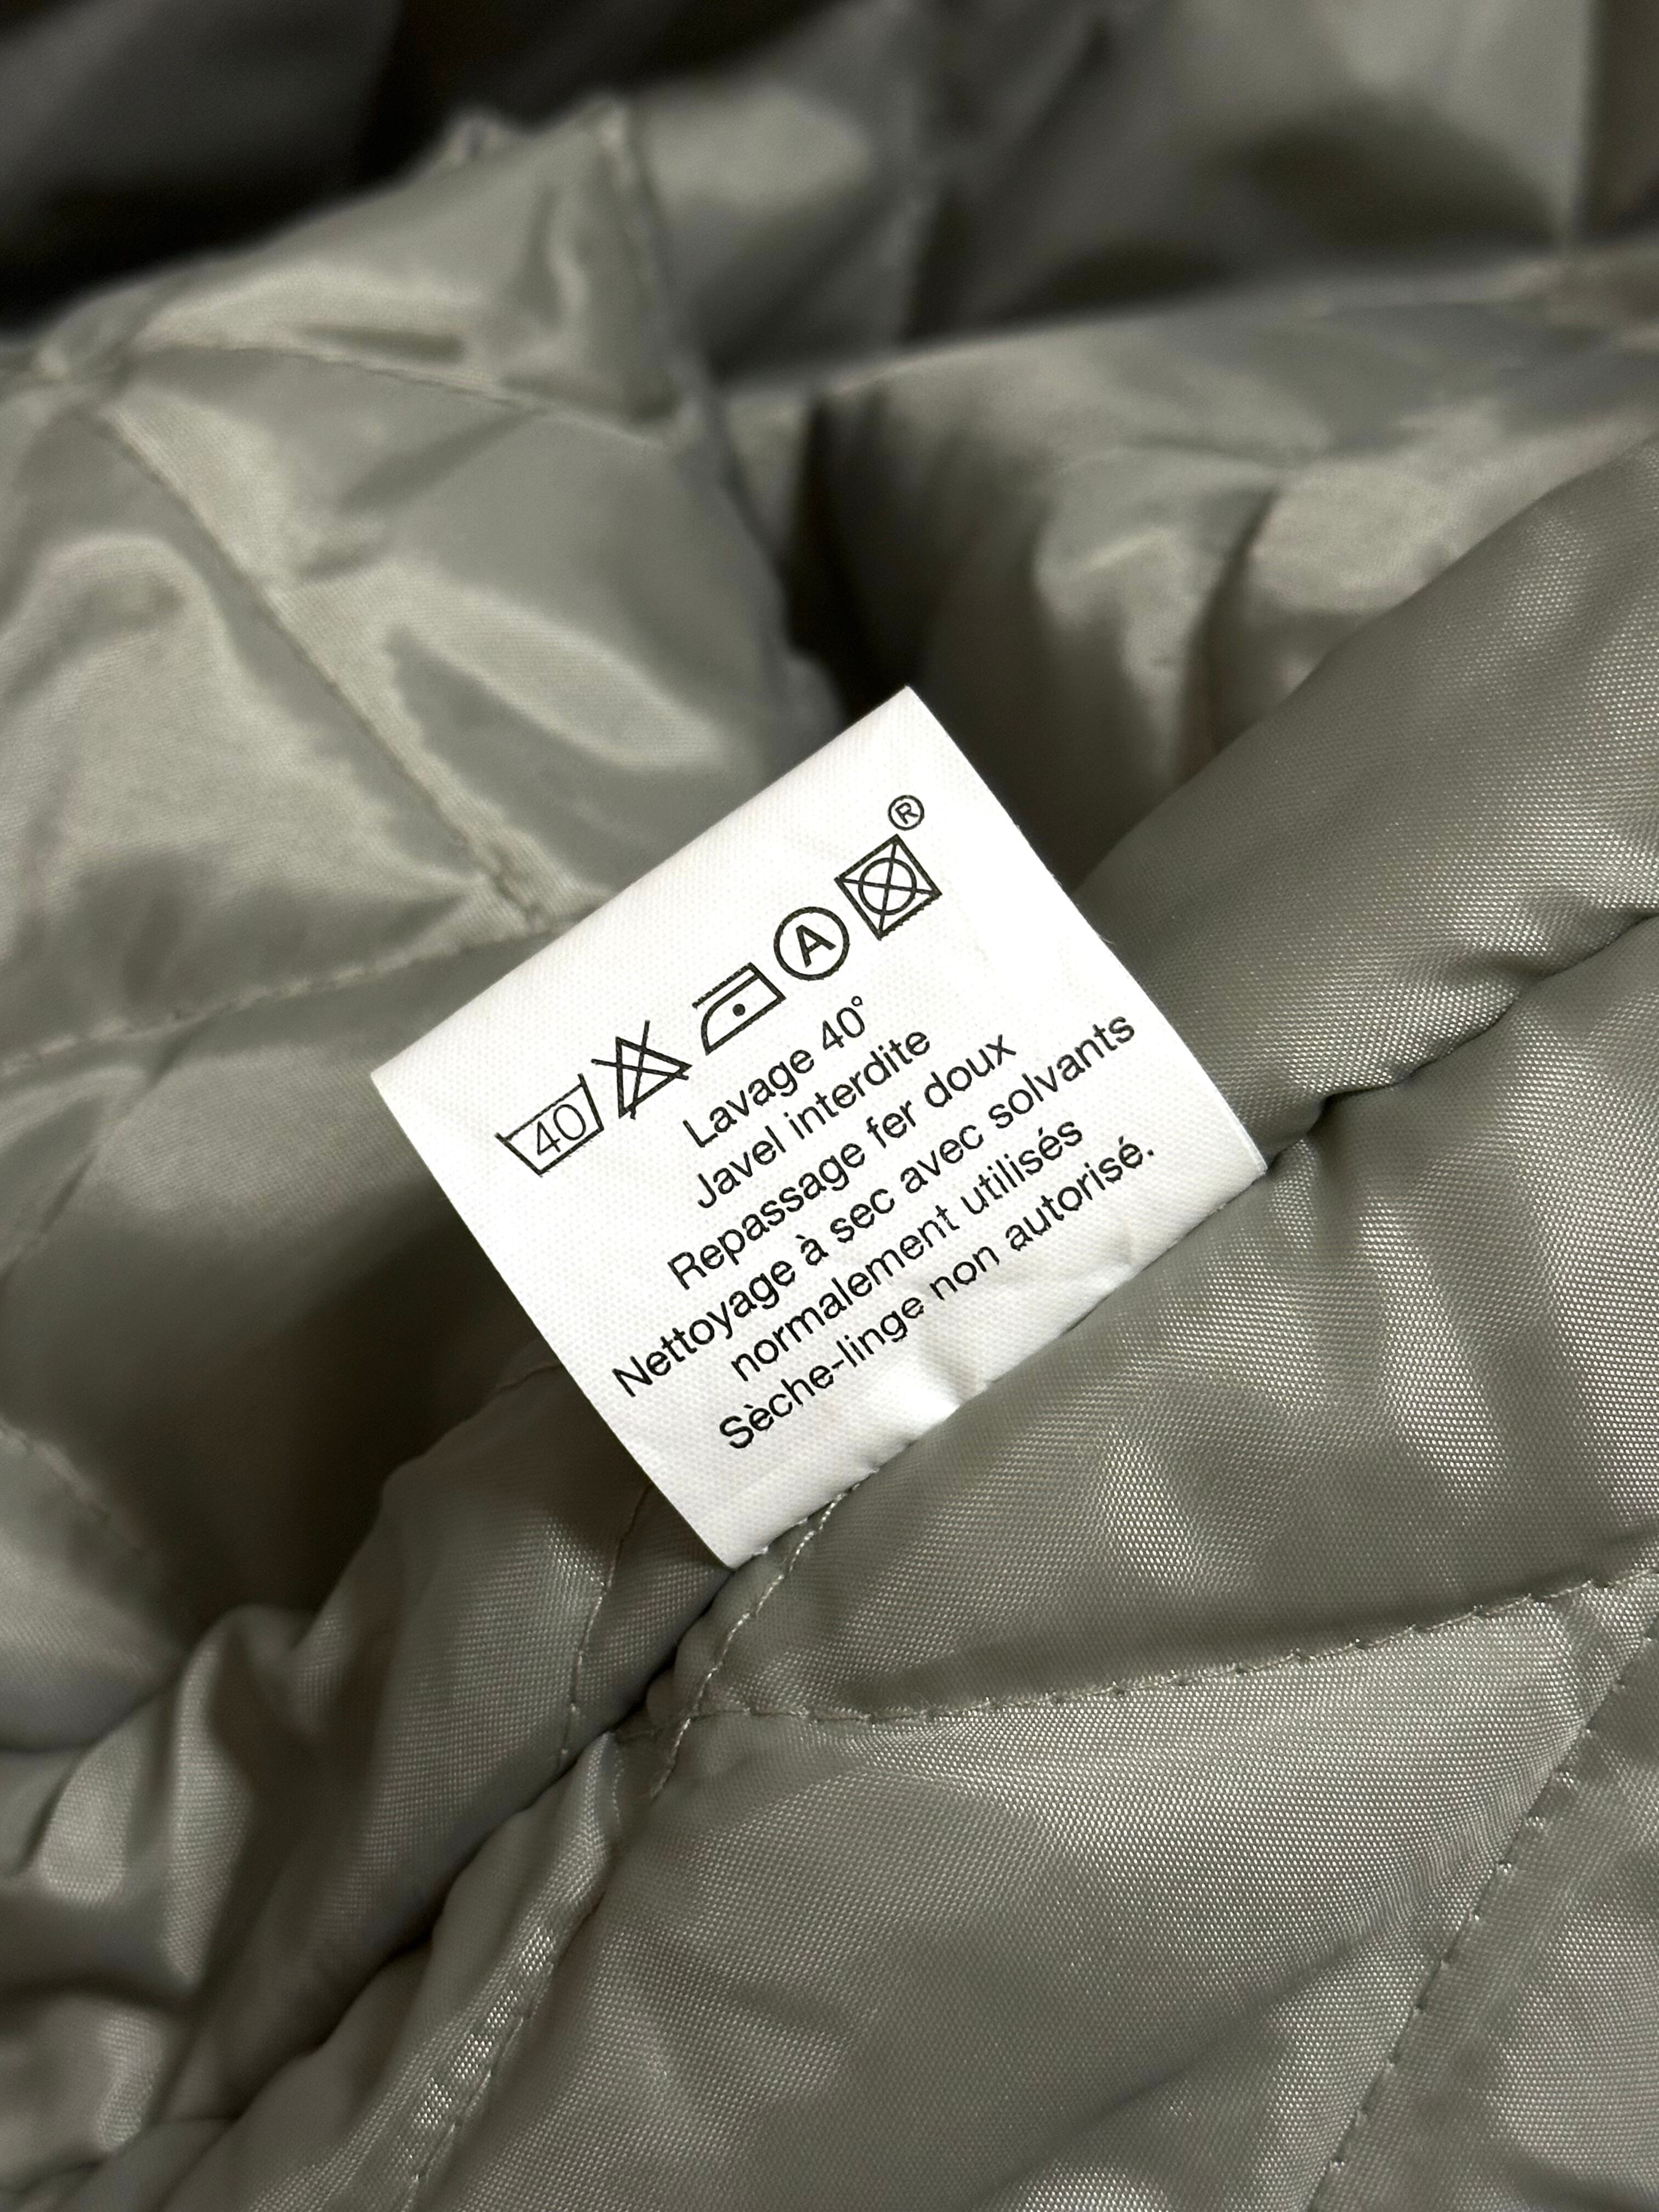 ®
40 A
Lavage 40°
Javel interdite
Repassage fer doux
Nettoyage à sec avec solvants
normalement utilisés
Sèche-linge non autorisé.